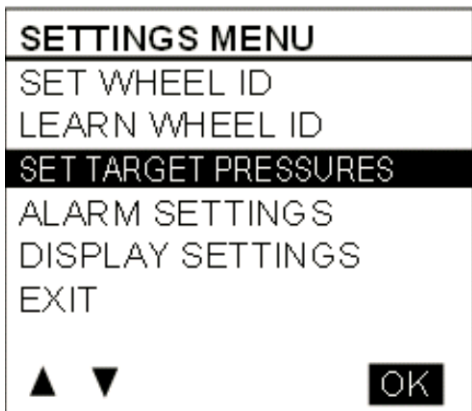 SETTINGS MENU
SET WHEEL ID
LEARN WHEEL ID
SET TARGET PRESSURES
ALARM SETTINGS
DISPLAY SETTINGS
EXIT
▲ ▼ OK